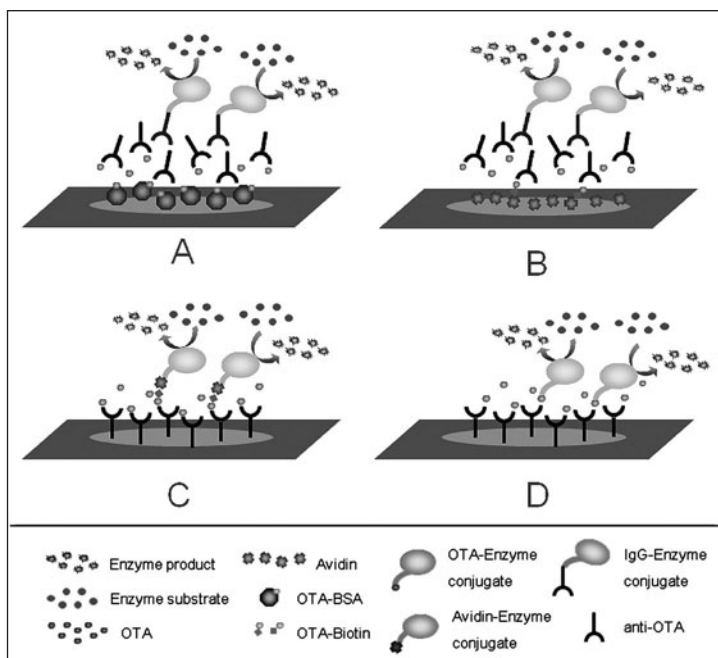 A
B
C
D
Enzyme product
Avidin
OTA-Enzyme
conjugate
IgG-Enzyme
conjugate
Enzyme substrate
OTA-BSA
OTA
OTA-Biotin
Avidin-Enzyme
conjugate
anti-OTA